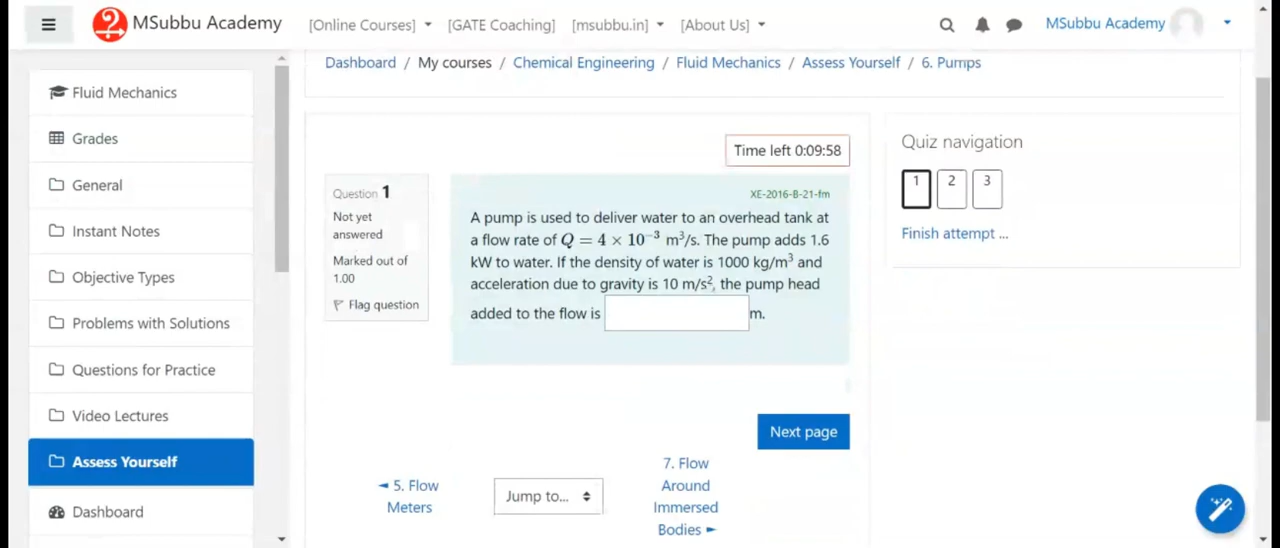 MSubbu Academy
[Online Courses]
[GATE Coaching]
[msubbu.in]
[About Us]
MSubbu Academy
Dashboard / My courses / Chemical Engineering / Fluid Mechanics / Assess Yourself / 6. Pumps
Fluid Mechanics
Grades
General
Instant Notes
Objective Types
Problems with Solutions
Questions for Practice
Video Lectures
Assess Yourself
Dashboard
Time left 0:09:58
Question 1
Not yet
answered
Marked out of
1.00
Flag question
XE-2016-B-21-fm
A pump is used to deliver water to an overhead tank at
a flow rate of Q = 4 × 10⁻³ m³/s. The pump adds 1.6
kW to water. If the density of water is 1000 kg/m³ and
acceleration due to gravity is 10 m/s², the pump head
added to the flow is m.
Next page
◄ 5. Flow
Meters
Jump to...
7. Flow
Around
Immersed
Bodies ►
Quiz navigation
1 2 3
Finish attempt ...